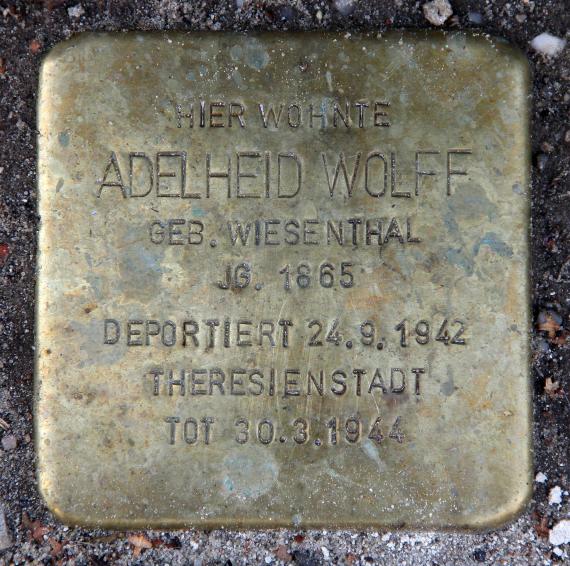 HIER WOHNTE
ADELHEID WOLFF
GEB. WIESENTHAL
JG. 1865
DEPORTIERT 24.9.1942
THERESIENSTADT
TOT 30.3.1944